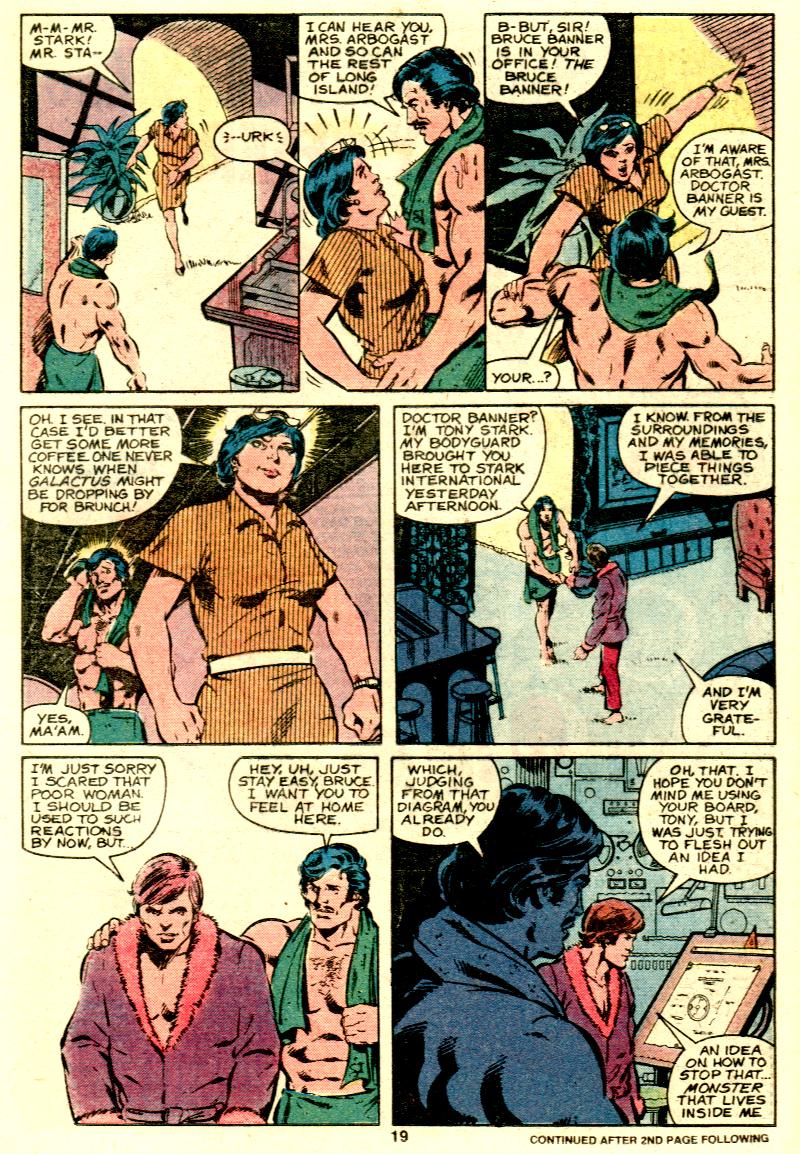 M-M-MR.
STARK!
MR. STA--
--URK
I CAN HEAR YOU,
MRS. ARBOGAST
AND SO CAN
THE REST
OF LONG
ISLAND!
B-BUT, SIR!
BRUCE BANNER
IS IN YOUR
OFFICE! THE
BRUCE
BANNER!
I'M AWARE
OF THAT, MRS.
ARBOGAST.
DOCTOR
BANNER IS
MY GUEST.
YOUR...?
OH. I SEE. IN THAT
CASE I'D BETTER
GET SOME MORE
COFFEE. ONE NEVER
KNOWS WHEN
GALACTUS MIGHT
BE DROPPING BY
FOR BRUNCH!
YES,
MA'AM.
DOCTOR BANNER?
I'M TONY STARK.
MY BODYGUARD
BROUGHT YOU
HERE TO STARK
INTERNATIONAL
YESTERDAY
AFTERNOON.
I KNOW. FROM THE
SURROUNDINGS
AND MY MEMORIES,
I WAS ABLE TO
PIECE THINGS
TOGETHER.
AND I'M
VERY
GRATE-
FUL.
I'M JUST SORRY
I SCARED THAT
POOR WOMAN.
I SHOULD BE
USED TO SUCH
REACTIONS
BY NOW, BUT...
HEY, UH, JUST
STAY EASY, BRUCE.
I WANT YOU TO
FEEL AT HOME
HERE.
WHICH,
JUDGING
FROM THAT
DIAGRAM, YOU
ALREADY
DO.
OH, THAT. I
HOPE YOU DON'T
MIND ME USING
YOUR BOARD,
TONY, BUT I
WAS JUST TRYING
TO FLESH OUT
AN IDEA I
HAD.
AN IDEA
ON HOW TO
STOP THAT...
MONSTER
THAT LIVES
INSIDE ME
19
CONTINUED AFTER 2ND PAGE FOLLOWING